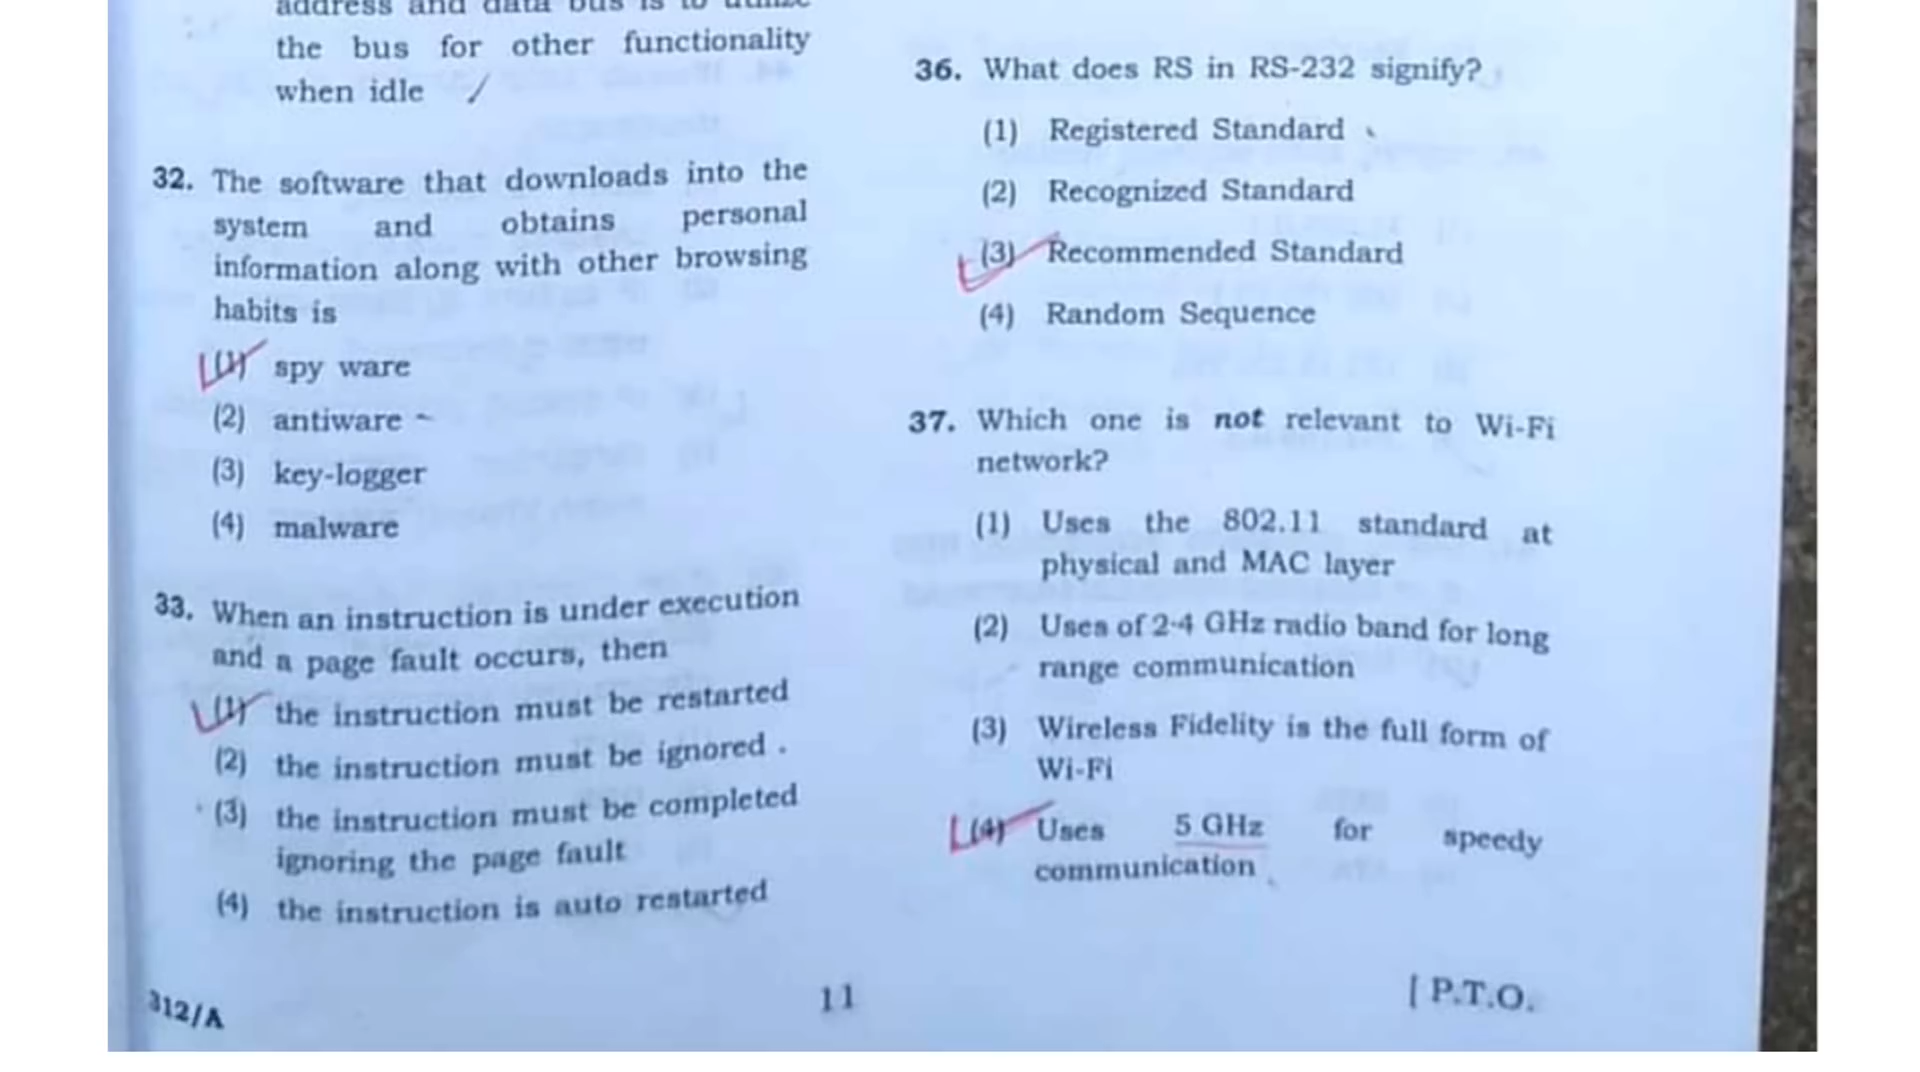 address and data bus is to utilize
the bus for other functionality
when idle
32. The software that downloads into the
system and obtains personal
information along with other browsing
habits is
(1) spy ware
(2) antiware
(3) key-logger
(4) malware
33. When an instruction is under execution
and a page fault occurs, then
(1) the instruction must be restarted
(2) the instruction must be ignored .
(3) the instruction must be completed
ignoring the page fault
(4) the instruction is auto restarted
312/A
11
36. What does RS in RS-232 signify?
(1) Registered Standard
(2) Recognized Standard
(3) Recommended Standard
(4) Random Sequence
37. Which one is not relevant to Wi-Fi
network?
(1) Uses the 802.11 standard at
physical and MAC layer
(2) Uses of 2·4 GHz radio band for long
range communication
(3) Wireless Fidelity is the full form of
Wi-Fi
(4) Uses 5 GHz for speedy
communication
[ P.T.O.